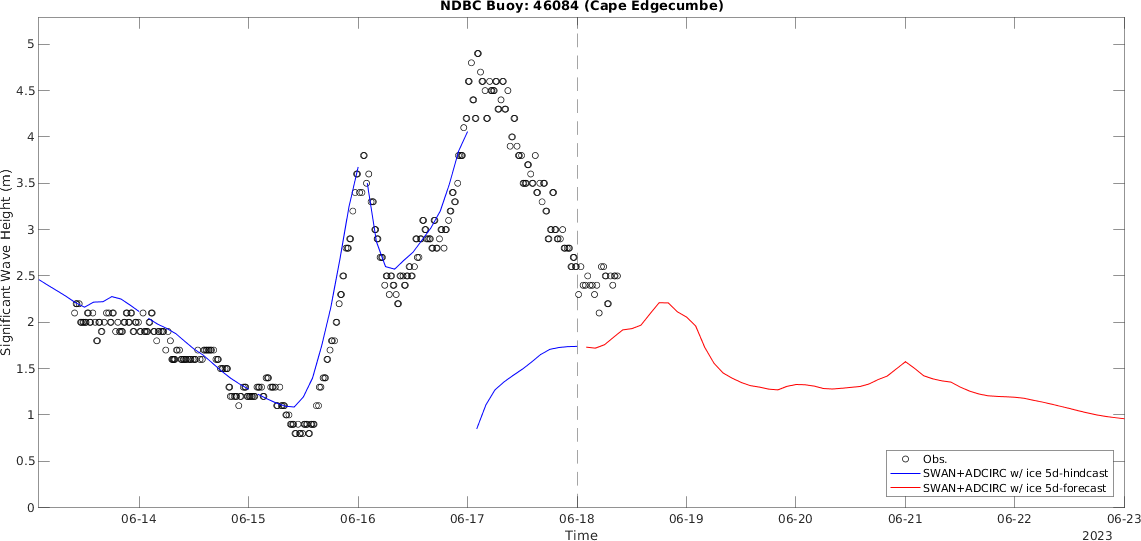 NDBC Buoy: 46084 (Cape Edgecumbe)
5
4.5
4
3.5
3
2.5
2
1.5
1
0.5
0
Significant Wave Height (m)
Obs.
SWAN+ADCIRC w/ ice 5d-hindcast
SWAN+ADCIRC w/ ice 5d-forecast
06-14 06-15 06-16 06-17 06-18 06-19 06-20 06-21 06-22 06-23
Time
2023